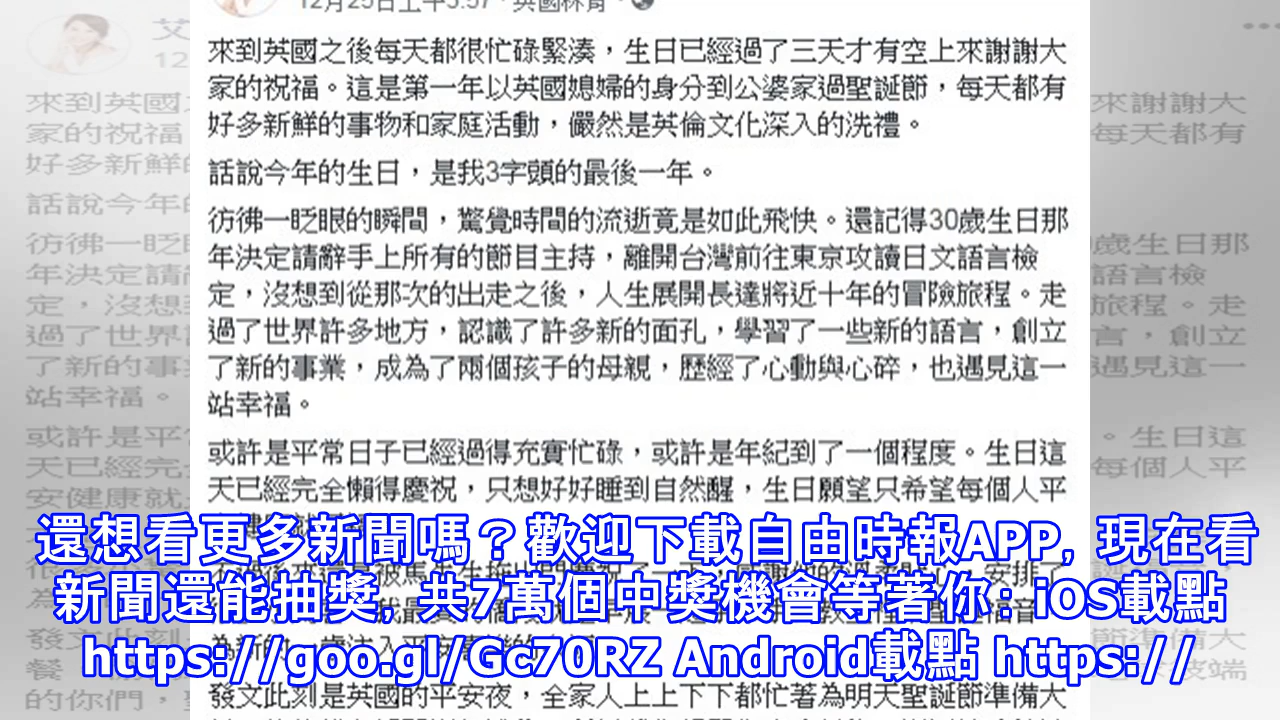 12月25日上午3:57．英國
來到英國之後每天都很忙碌緊湊，生日已經過了三天才有空上來謝謝大
家的祝福。這是第一年以英國媳婦的身分到公婆家過聖誕節，每天都有
好多新鮮的事物和家庭活動，儼然是英倫文化深入的洗禮。
話說今年的生日，是我3字頭的最後一年。
彷彿一眨眼的瞬間，驚覺時間的流逝竟是如此飛快。還記得30歲生日那
年決定請辭手上所有的節目主持，離開台灣前往東京攻讀日文語言檢
定，沒想到從那次的出走之後，人生展開長達將近十年的冒險旅程。走
過了世界許多地方，認識了許多新的面孔，學習了一些新的語言，創立
了新的事業，成為了兩個孩子的母親，歷經了心動與心碎，也遇見這一
站幸福。
或許是平常日子已經過得充實忙碌，或許是年紀到了一個程度。生日這
天已經完全懶得慶祝，只想好好睡到自然醒，生日願望只希望每個人平
還想看更多新聞嗎？歡迎下載自由時報APP, 現在看
新聞還能抽獎, 共7萬個中獎機會等著你: iOS載點
https://goo.gl/Gc70RZ Android載點 https://
發文此刻是英國的平安夜，全家人上上下下都忙著為明天聖誕節準備大